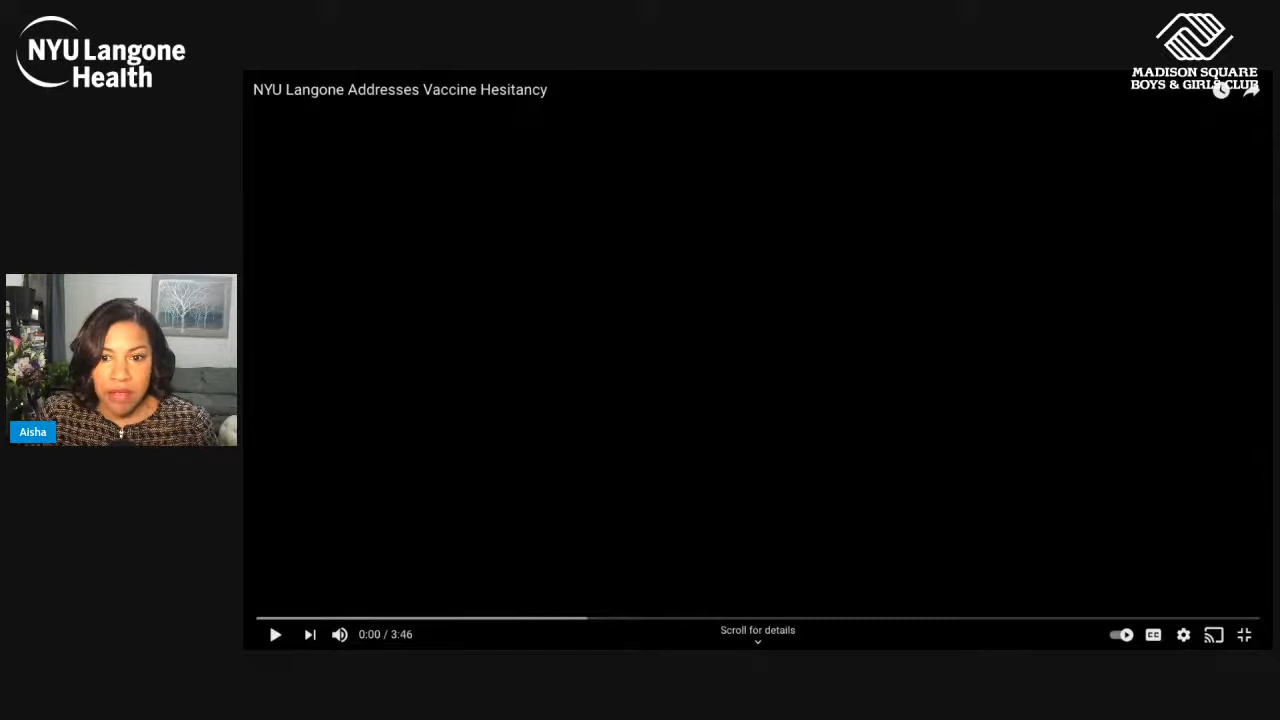 NYU Langone
Health
MADISON SQUARE
BOYS & GIRLS CLUB
NYU Langone Addresses Vaccine Hesitancy
Aisha
0:00 / 3:46
Scroll for details
CC